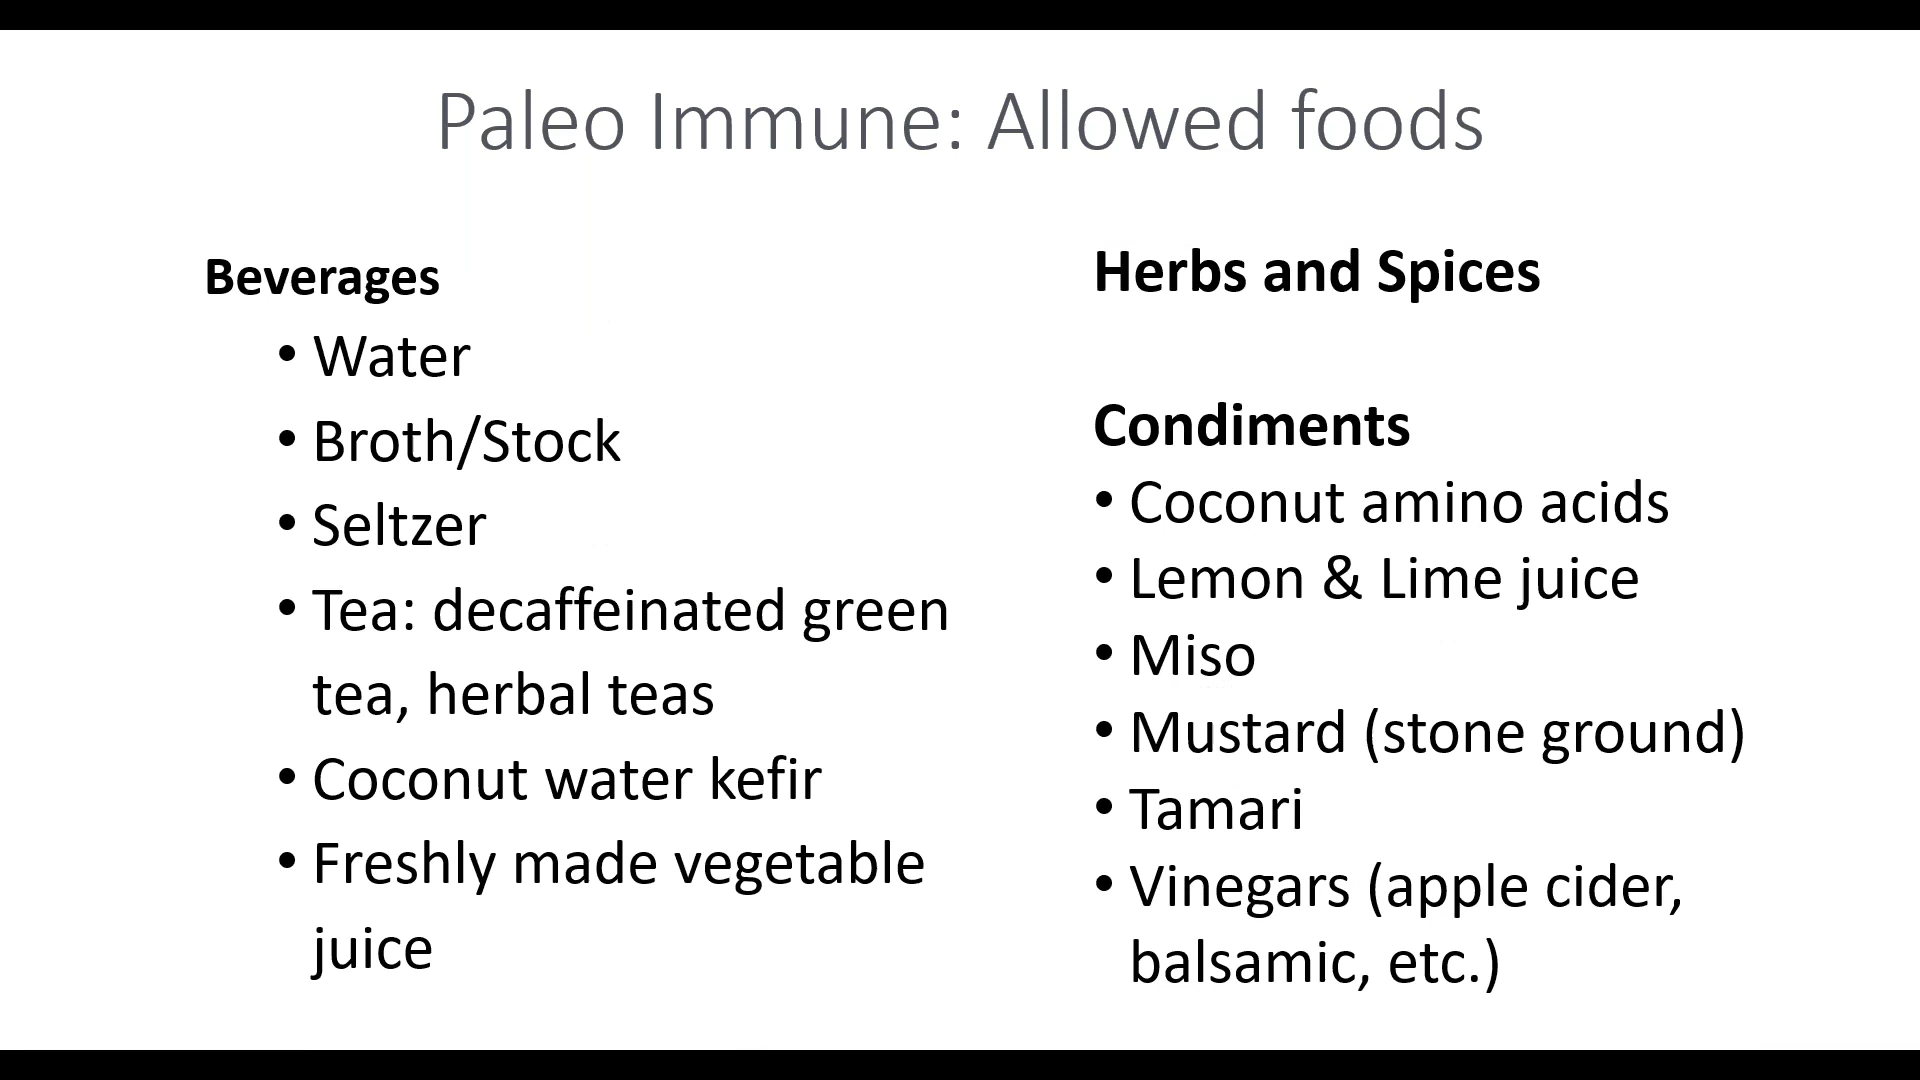 Paleo Immune: Allowed foods
Beverages
• Water
• Broth/Stock
• Seltzer
• Tea: decaffeinated green
tea, herbal teas
• Coconut water kefir
• Freshly made vegetable
juice
Herbs and Spices
Condiments
• Coconut amino acids
• Lemon & Lime juice
• Miso
• Mustard (stone ground)
• Tamari
• Vinegars (apple cider,
balsamic, etc.)